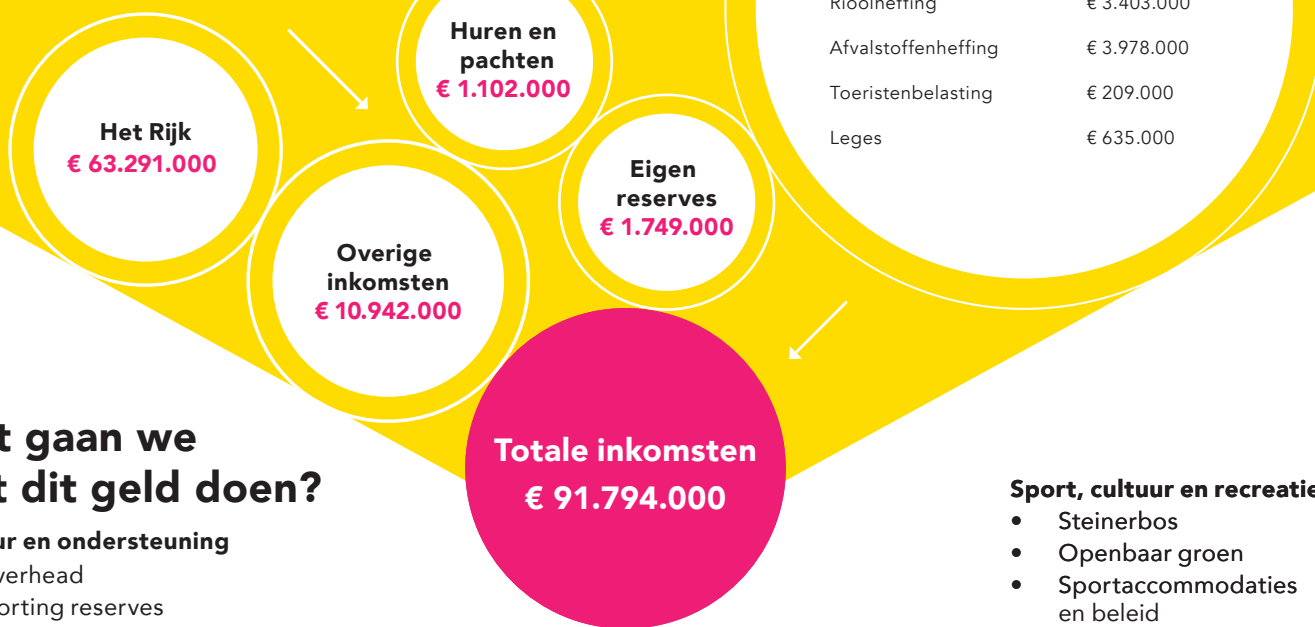 Rioolheffing € 3.403.000
Afvalstoffenheffing € 3.978.000
Toeristenbelasting € 209.000
Leges € 635.000
Huren en
pachten
€ 1.102.000
Het Rijk
€ 63.291.000
Eigen
reserves
€ 1.749.000
Overige
inkomsten
€ 10.942.000
Totale inkomsten
€ 91.794.000
t gaan we
t dit geld doen?
ur en ondersteuning
verhead
orting reserves
Sport, cultuur en recreatie
• Steinerbos
• Openbaar groen
• Sportaccommodaties
en beleid